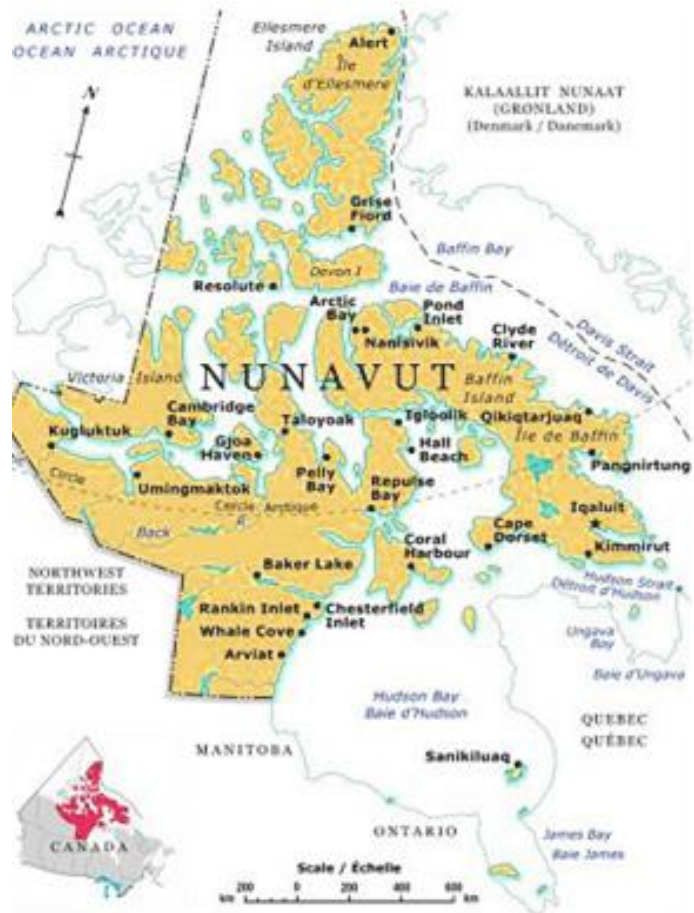 ARCTIC OCEAN
OCEAN ARCTIQUE
Ellesmere
Island
Alert
Île
d'Ellesmere
N
KALAALLIT NUNAAT
(GRØNLAND)
(Denmark / Danemark)
Grise
Fiord
Baffin Bay
Devon I
Resolute
Baie de Baffin
Arctic
Bay
Pond
Inlet
Nanisivik
Clyde
River
Davis Strait
Détroit de Davis
Victoria Island
NUNAVUT
Baffin
Island
Cambridge
Bay
Taloyoak
Igloolik
Qikiqtarjuaq
Kugluktuk
Gjoa
Haven
Hall
Beach
Île de Baffin
Pelly
Bay
Pangnirtung
Circle
Umingmaktok
Repulse
Bay
Cercle Arctique
Back
R
Iqaluit
Cape
Dorset
Coral
Harbour
Kimmirut
NORTHWEST
TERRITORIES
Baker Lake
Hudson Strait
Détroit d'Hudson
TERRITOIRES
DU NORD-OUEST
Rankin Inlet
Chesterfield
Inlet
Whale Cove
Arviat
Ungava
Bay
Baie d'Ungava
Hudson Bay
Baie d'Hudson
QUEBEC
QUÉBEC
MANITOBA
Sanikiluaq
ONTARIO
James Bay
Baie James
CANADA
Scale / Échelle
200 0 200 400 600
km km